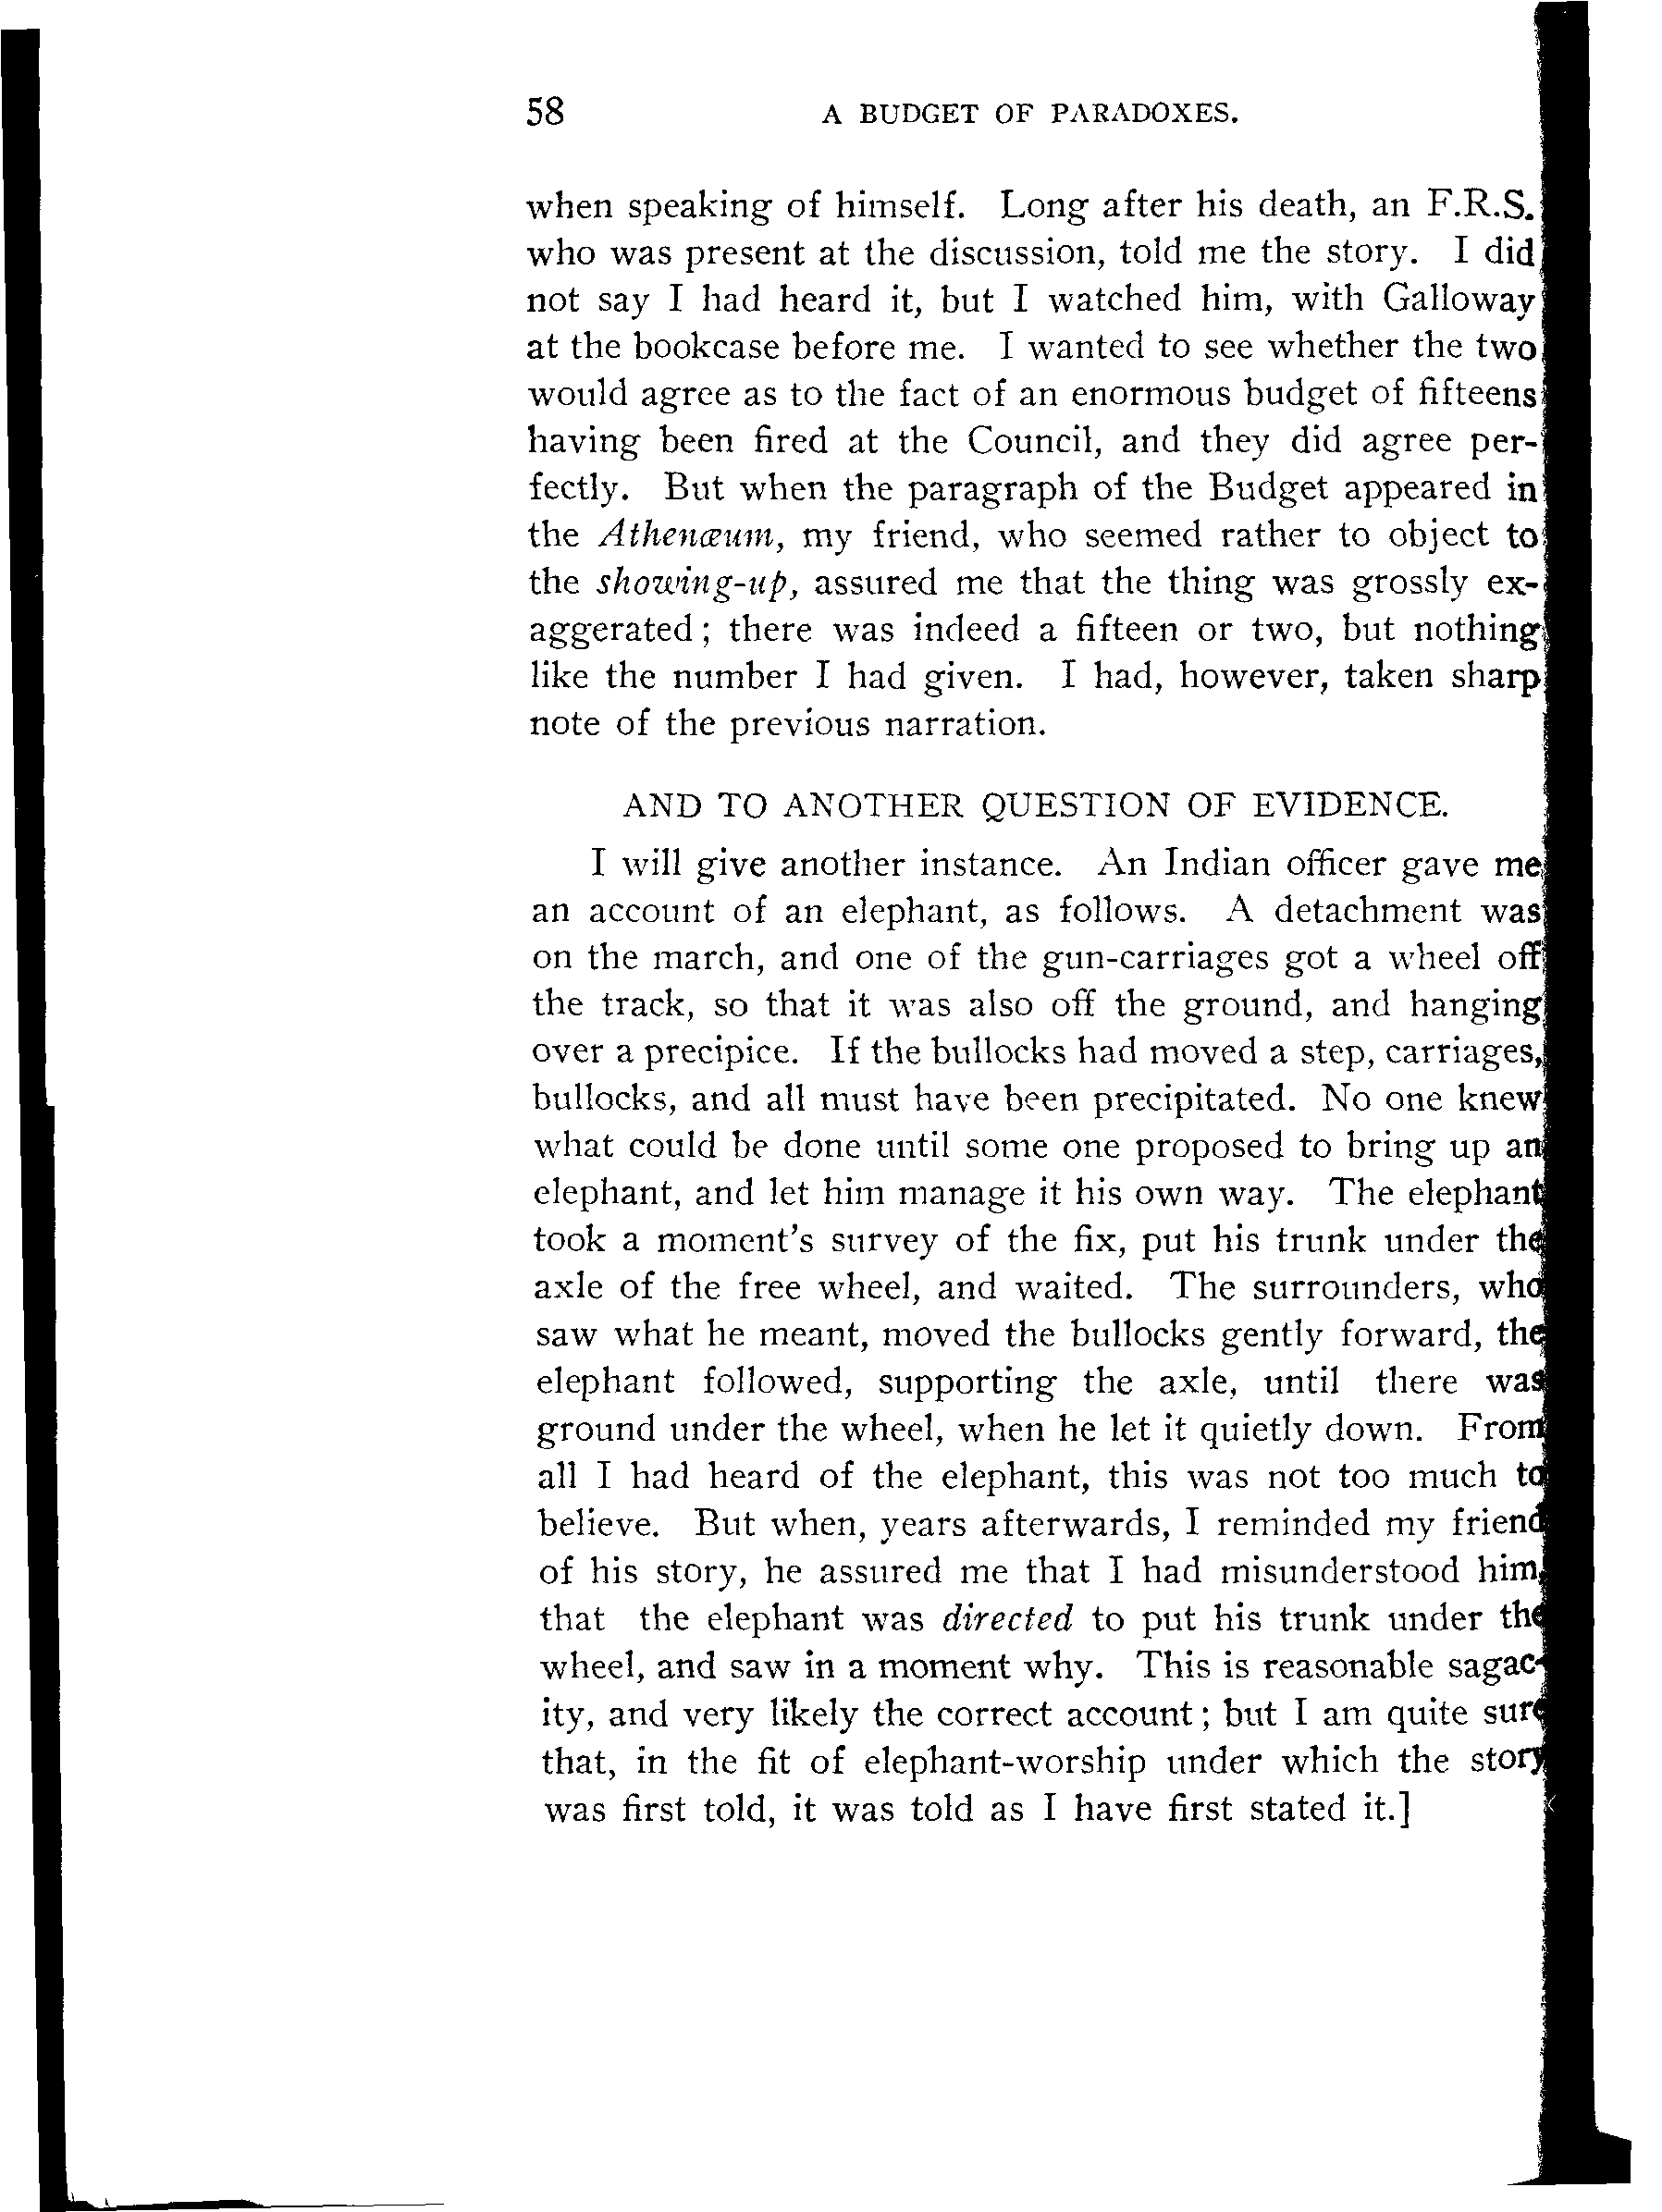 58 A BUDGET OF PARADOXES.
when speaking of himself. Long after his death, an F.R.S.
who was present at the discussion, told me the story. I did
not say I had heard it, but I watched him, with Galloway
at the bookcase before me. I wanted to see whether the two
would agree as to the fact of an enormous budget of fifteens
having been fired at the Council, and they did agree per-
fectly. But when the paragraph of the Budget appeared in
the Athenæum, my friend, who seemed rather to object to
the showing-up, assured me that the thing was grossly ex-
aggerated; there was indeed a fifteen or two, but nothing
like the number I had given. I had, however, taken sharp
note of the previous narration.
AND TO ANOTHER QUESTION OF EVIDENCE.
I will give another instance. An Indian officer gave me
an account of an elephant, as follows. A detachment was
on the march, and one of the gun-carriages got a wheel off
the track, so that it was also off the ground, and hanging
over a precipice. If the bullocks had moved a step, carriages,
bullocks, and all must have been precipitated. No one knew
what could be done until some one proposed to bring up an
elephant, and let him manage it his own way. The elephant
took a moment's survey of the fix, put his trunk under the
axle of the free wheel, and waited. The surrounders, who
saw what he meant, moved the bullocks gently forward, the
elephant followed, supporting the axle, until there was
ground under the wheel, when he let it quietly down. From
all I had heard of the elephant, this was not too much to
believe. But when, years afterwards, I reminded my friend
of his story, he assured me that I had misunderstood him,
that the elephant was directed to put his trunk under the
wheel, and saw in a moment why. This is reasonable sagac-
ity, and very likely the correct account; but I am quite sure
that, in the fit of elephant-worship under which the story
was first told, it was told as I have first stated it.]